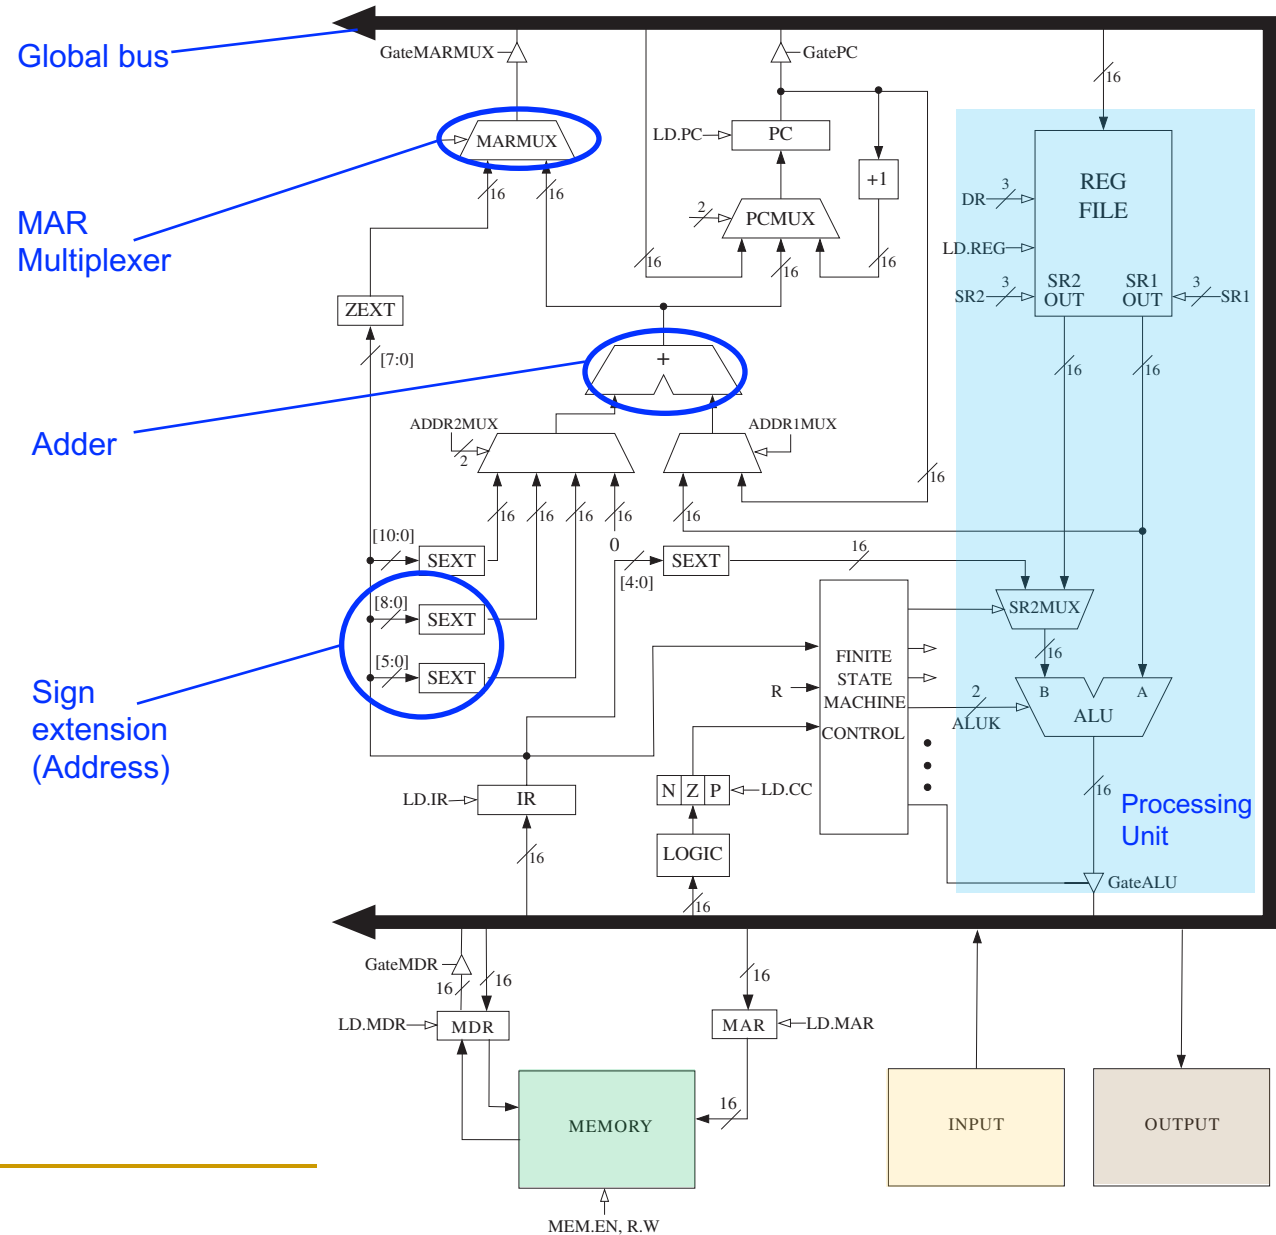 Global bus
GateMARMUX
GatePC
16
MARMUX
LD.PC
PC
+1
REG
FILE
MAR
Multiplexer
16
16
2
PCMUX
DR
3
LD.REG
16
16
16
ZEXT
SR2
3
SR2
OUT
SR1
OUT
3
SR1
[7:0]
+
16
16
Adder
ADDR2MUX
2
ADDR1MUX
16
16
16
16
16
16
0
[10:0]
SEXT
[4:0]
SEXT
16
[8:0]
SEXT
SR2MUX
16
[5:0]
SEXT
FINITE
STATE
MACHINE
CONTROL
R
2
ALUK
B
A
ALU
Sign
extension
(Address)
LD.IR
IR
N Z P
LD.CC
16
Processing
Unit
16
LOGIC
16
GateALU
GateMDR
16
16
16
LD.MDR
MDR
MAR
LD.MAR
16
MEMORY
INPUT
OUTPUT
MEM.EN, R.W